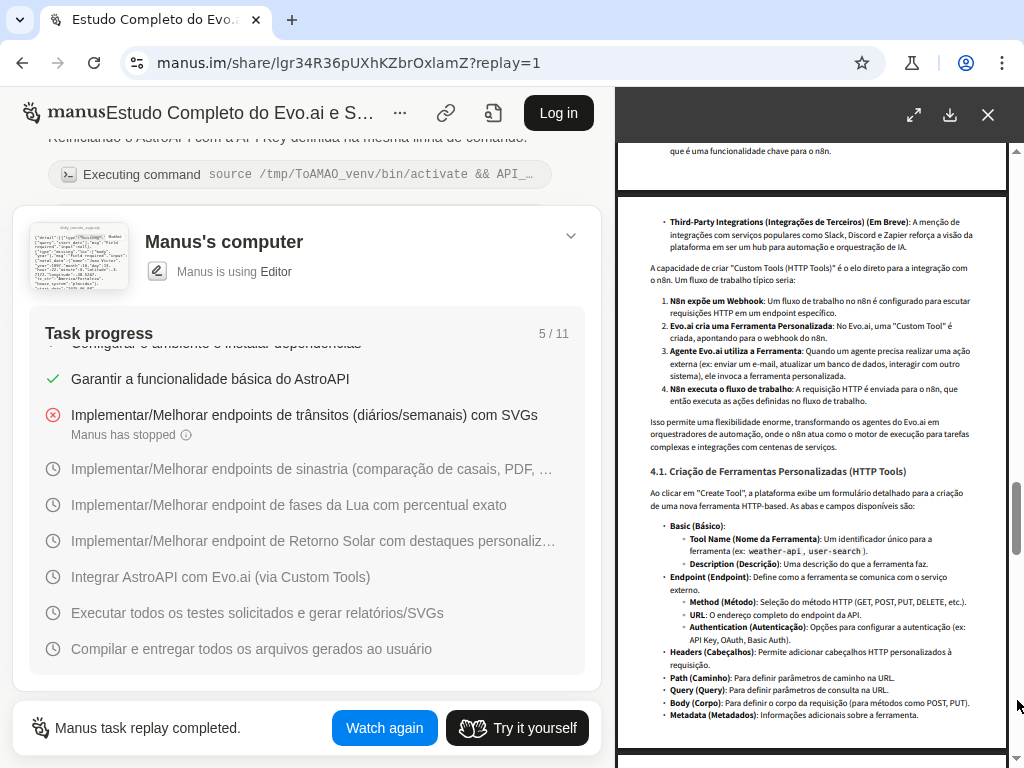 Estudo Completo do Evo.a
manus.im/share/lgr34R36pUXhKZbrOxlamZ?replay=1
manus
Estudo Completo do Evo.ai e S…
Log in
Reiniciando o AstroAPI com a API Key definida na mesma linha de comando.
Executing command source /tmp/ToAMAO_venv/bin/activate && API_…
Manus's computer
Manus is using Editor
Task progress
5 / 11
Configurar o ambiente e instalar dependências
Garantir a funcionalidade básica do AstroAPI
Implementar/Melhorar endpoints de trânsitos (diários/semanais) com SVGs
Manus has stopped
Implementar/Melhorar endpoints de sinastria (comparação de casais, PDF, …
Implementar/Melhorar endpoint de fases da Lua com percentual exato
Implementar/Melhorar endpoint de Retorno Solar com destaques personaliz…
Integrar AstroAPI com Evo.ai (via Custom Tools)
Executar todos os testes solicitados e gerar relatórios/SVGs
Compilar e entregar todos os arquivos gerados ao usuário
Manus task replay completed.
Watch again
Try it yourself
que é uma funcionalidade chave para o n8n.
• Third-Party Integrations (Integrações de Terceiros) (Em Breve): A menção de
integrações com serviços populares como Slack, Discord e Zapier reforça a visão da
plataforma em ser um hub para automação e orquestração de IA.
A capacidade de criar "Custom Tools (HTTP Tools)" é o elo direto para a integração com
o n8n. Um fluxo de trabalho típico seria:
1. N8n expõe um Webhook: Um fluxo de trabalho no n8n é configurado para escutar
requisições HTTP em um endpoint específico.
2. Evo.ai cria uma Ferramenta Personalizada: No Evo.ai, uma "Custom Tool" é
criada, apontando para o webhook do n8n.
3. Agente Evo.ai utiliza a Ferramenta: Quando um agente precisa realizar uma ação
externa (ex: enviar um e-mail, atualizar um banco de dados, interagir com outro
sistema), ele invoca a ferramenta personalizada.
4. N8n executa o fluxo de trabalho: A requisição HTTP é enviada para o n8n, que
então executa as ações definidas no fluxo de trabalho.
Isso permite uma flexibilidade enorme, transformando os agentes do Evo.ai em
orquestradores de automação, onde o n8n atua como o motor de execução para tarefas
complexas e integrações com centenas de serviços.
4.1. Criação de Ferramentas Personalizadas (HTTP Tools)
Ao clicar em "Create Tool", a plataforma exibe um formulário detalhado para a criação
de uma nova ferramenta HTTP-based. As abas e campos disponíveis são:
• Basic (Básico):
◦ Tool Name (Nome da Ferramenta): Um identificador único para a
ferramenta (ex: weather-api, user-search).
◦ Description (Descrição): Uma descrição do que a ferramenta faz.
• Endpoint (Endpoint): Define como a ferramenta se comunica com o serviço
externo.
◦ Method (Método): Seleção do método HTTP (GET, POST, PUT, DELETE, etc.).
◦ URL: O endereço completo do endpoint da API.
◦ Authentication (Autenticação): Opções para configurar a autenticação (ex:
API Key, OAuth, Basic Auth).
• Headers (Cabeçalhos): Permite adicionar cabeçalhos HTTP personalizados à
requisição.
• Path (Caminho): Para definir parâmetros de caminho na URL.
• Query (Query): Para definir parâmetros de consulta na URL.
• Body (Corpo): Para definir o corpo da requisição (para métodos como POST, PUT).
• Metadata (Metadados): Informações adicionais sobre a ferramenta.